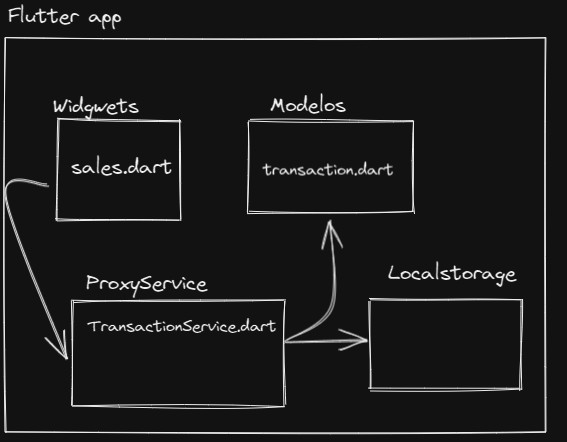 Flutter app
Widgwets
Modelos
sales.dart
transaction.dart
ProxyService
Localstorage
TransactionService.dart